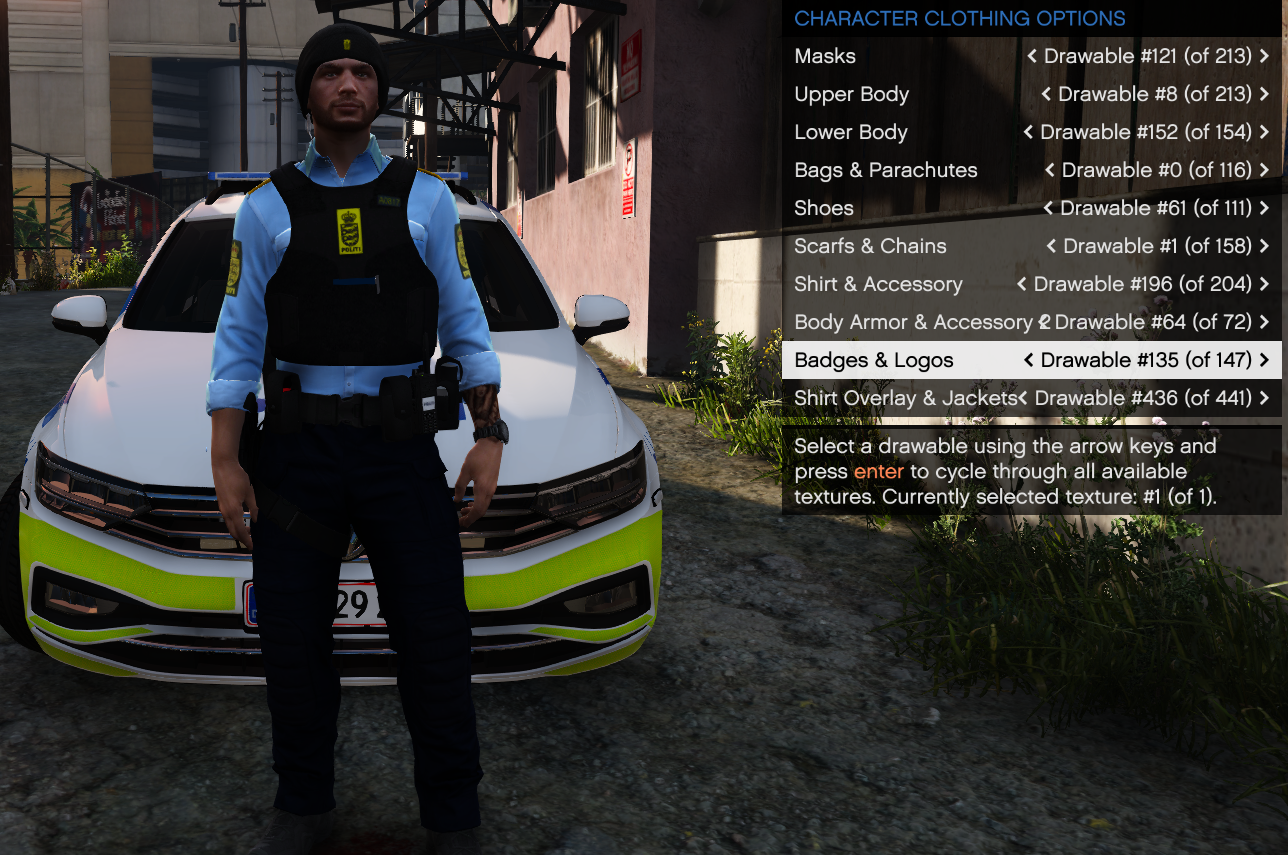 CHARACTER CLOTHING OPTIONS
Masks < Drawable #121 (of 213) >
Upper Body < Drawable #8 (of 213) >
Lower Body < Drawable #152 (of 154) >
Bags & Parachutes < Drawable #0 (of 116) >
Shoes < Drawable #61 (of 111) >
Scarfs & Chains < Drawable #1 (of 158) >
Shirt & Accessory < Drawable #196 (of 204) >
Body Armor & Accessory 2 < Drawable #64 (of 72) >
Badges & Logos < Drawable #135 (of 147) >
Shirt Overlay & Jackets < Drawable #436 (of 441) >
Select a drawable using the arrow keys and
press enter to cycle through all available
textures. Currently selected texture: #1 (of 1).
POLITI
29